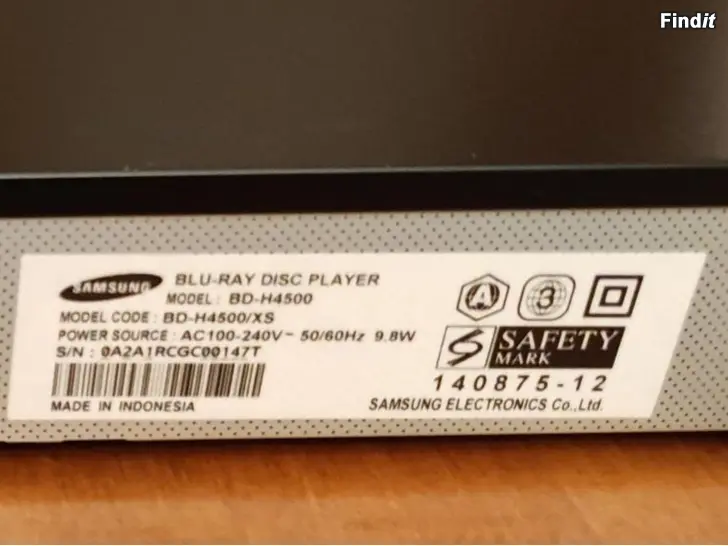 Findit
SAMSUNG
BLU-RAY DISC PLAYER
MODEL : BD-H4500
MODEL CODE : BD-H4500/XS
POWER SOURCE : AC100-240V~ 50/60Hz 9.8W
S/N : 0A2A1RCGC00147T
MADE IN INDONESIA
A
3
S
SAFETY
MARK
140875-12
SAMSUNG ELECTRONICS Co.,Ltd.